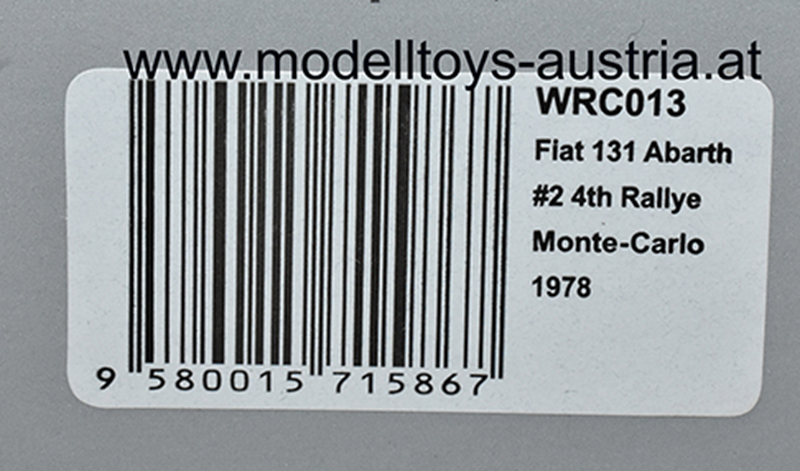 www.modelltoys-austria.at
WRC013
Fiat 131 Abarth
#2 4th Rallye
Monte-Carlo
1978
9 580015 715867